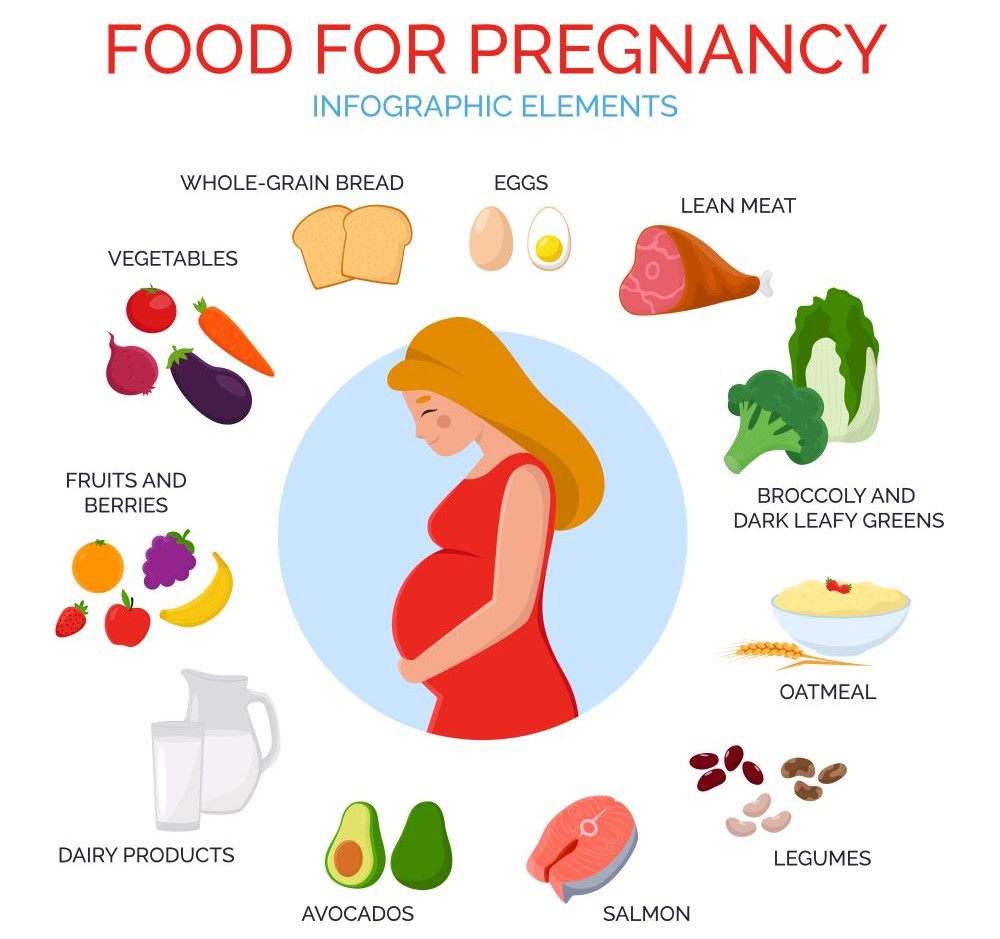 FOOD FOR PREGNANCY
INFOGRAPHIC ELEMENTS
WHOLE-GRAIN BREAD
EGGS
LEAN MEAT
VEGETABLES
FRUITS AND
BERRIES
BROCCOLY AND
DARK LEAFY GREENS
OATMEAL
DAIRY PRODUCTS
LEGUMES
AVOCADOS
SALMON